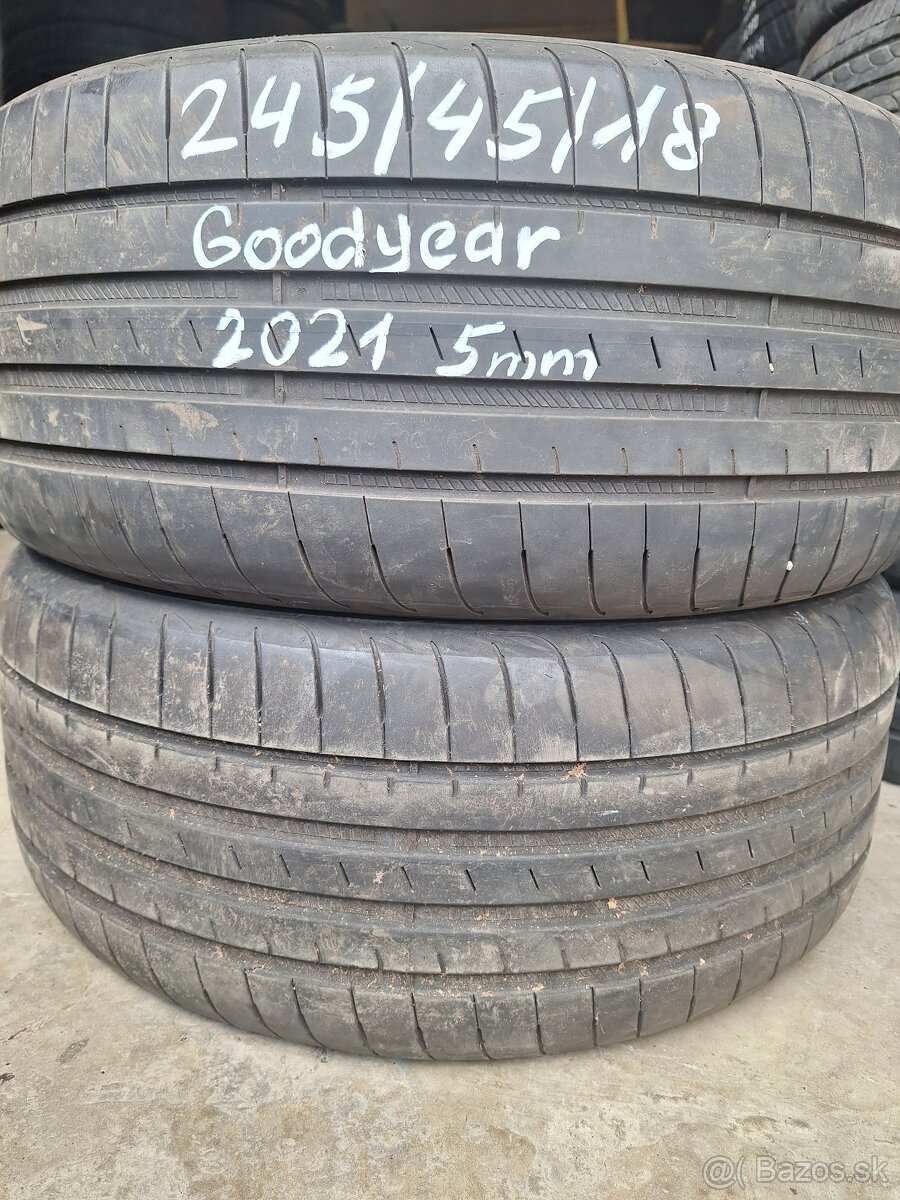 245/45/18
Goodyear
2021 5mm
@( Bazos.sk